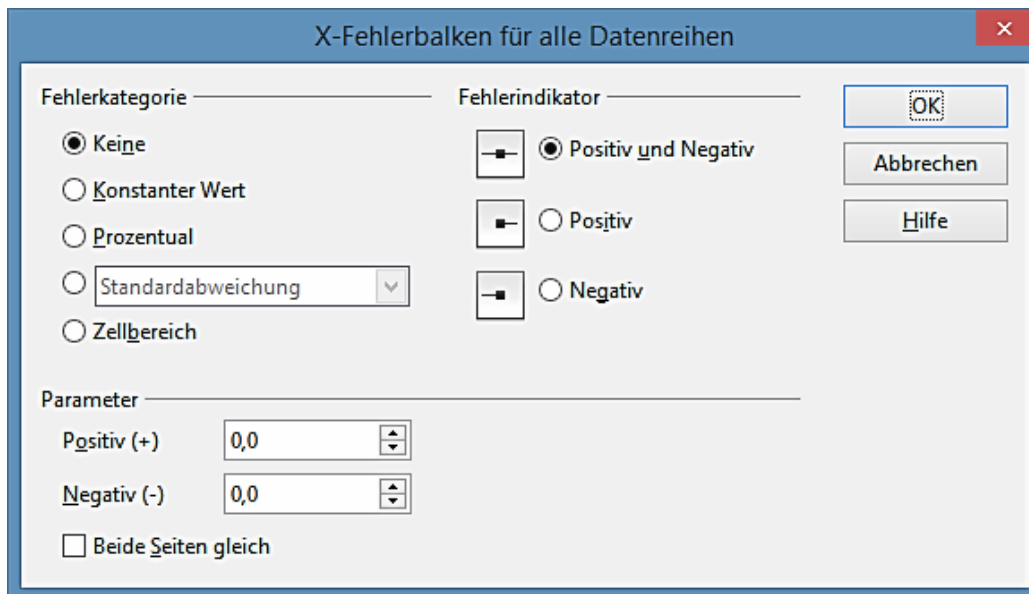 X-Fehlerbalken für alle Datenreihen
Fehlerkategorie
Keine
Konstanter Wert
Prozentual
Standardabweichung
Zellbereich
Fehlerindikator
Positiv und Negativ
Positiv
Negativ
OK
Abbrechen
Hilfe
Parameter
Positiv (+) 0,0
Negativ (-) 0,0
Beide Seiten gleich